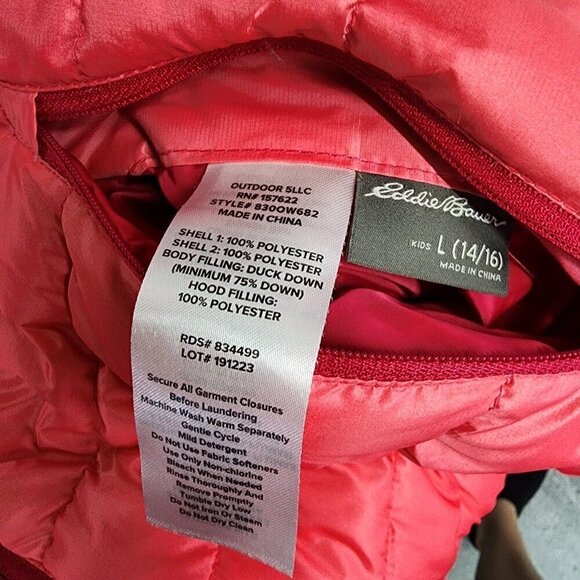 OUTDOOR 5LLC
RN# 157622
STYLE# 830OW682
MADE IN CHINA
SHELL 1: 100% POLYESTER
SHELL 2: 100% POLYESTER
BODY FILLING: DUCK DOWN
(MINIMUM 75% DOWN)
HOOD FILLING:
100% POLYESTER
RDS# 834499
LOT# 191223
Secure All Garment Closures
Before Laundering
Machine Wash Warm Separately
Gentle Cycle
Mild Detergent
Do Not Use Fabric Softeners
Use Only Non-chlorine
Bleach When Needed
Rinse Thoroughly And
Remove Promptly
Tumble Dry Low
Do Not Iron Or Steam
Do Not Dry Clean
Eddie Bauer
KIDS L (14/16)
MADE IN CHINA